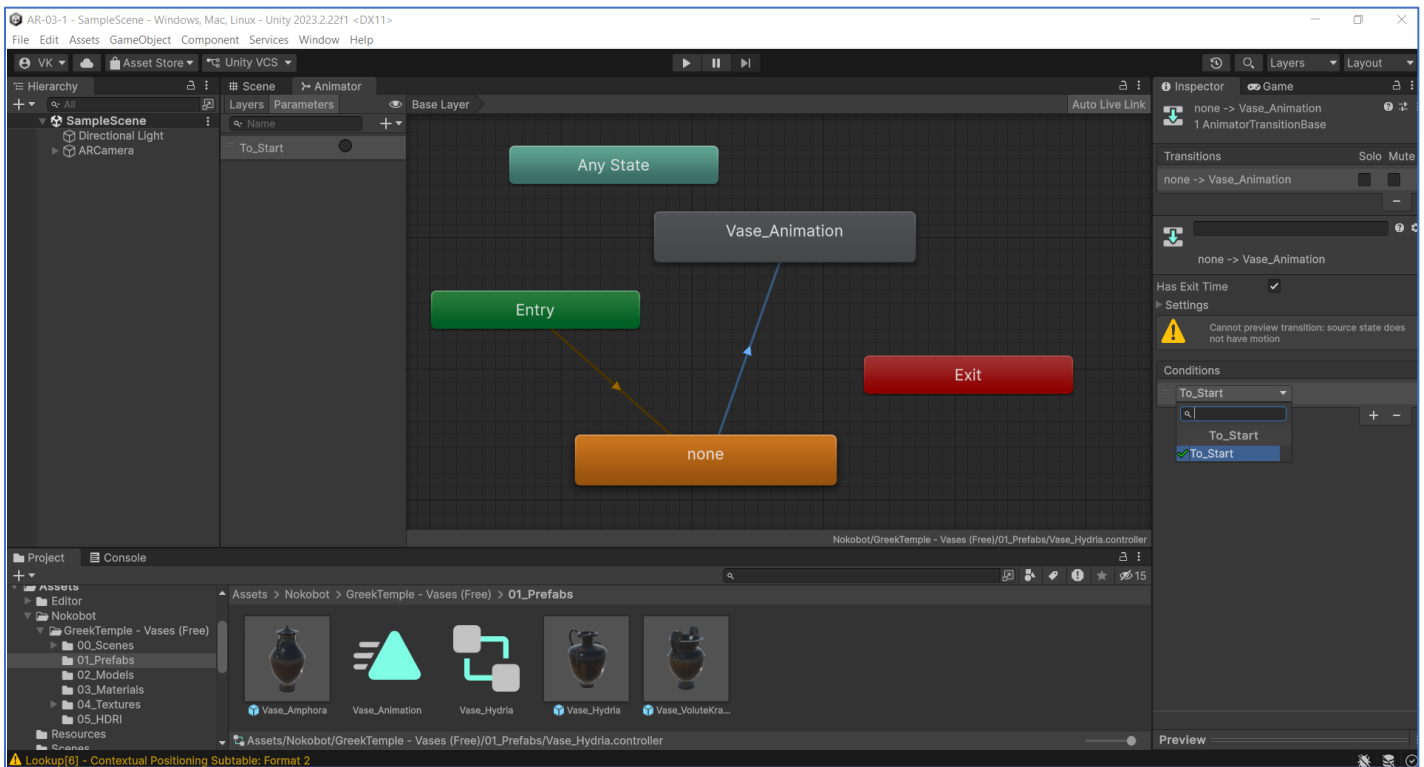 AR-03-1 - SampleScene - Windows, Mac, Linux - Unity 2023.2.22f1 <DX11>
File Edit Assets GameObject Component Services Window Help
VK Asset Store Unity VCS Layers Layout
Hierarchy
All
SampleScene
Directional Light
ARCamera
Scene Animator
Layers Parameters Base Layer Auto Live Link
Name
To_Start
Any State
Vase_Animation
Entry
Exit
none
Nokobot/GreekTemple - Vases (Free)/01_Prefabs/Vase_Hydria.controller
Inspector Game
none -> Vase_Animation
1 AnimatorTransitionBase
Transitions Solo Mute
none -> Vase_Animation
none -> Vase_Animation
Has Exit Time
Settings
Cannot preview transition: source state does
not have motion
Conditions
To_Start
To_Start
To_Start
Preview
Project Console
15
Assets
Editor
Nokobot
GreekTemple - Vases (Free)
00_Scenes
01_Prefabs
02_Models
03_Materials
04_Textures
05_HDRI
Resources
Scenes
Assets > Nokobot > GreekTemple - Vases (Free) > 01_Prefabs
Vase_Amphora Vase_Animation Vase_Hydria Vase_Hydria Vase_VoluteKra...
Assets/Nokobot/GreekTemple - Vases (Free)/01_Prefabs/Vase_Hydria.controller
Lookup[6] - Contextual Positioning Subtable: Format 2